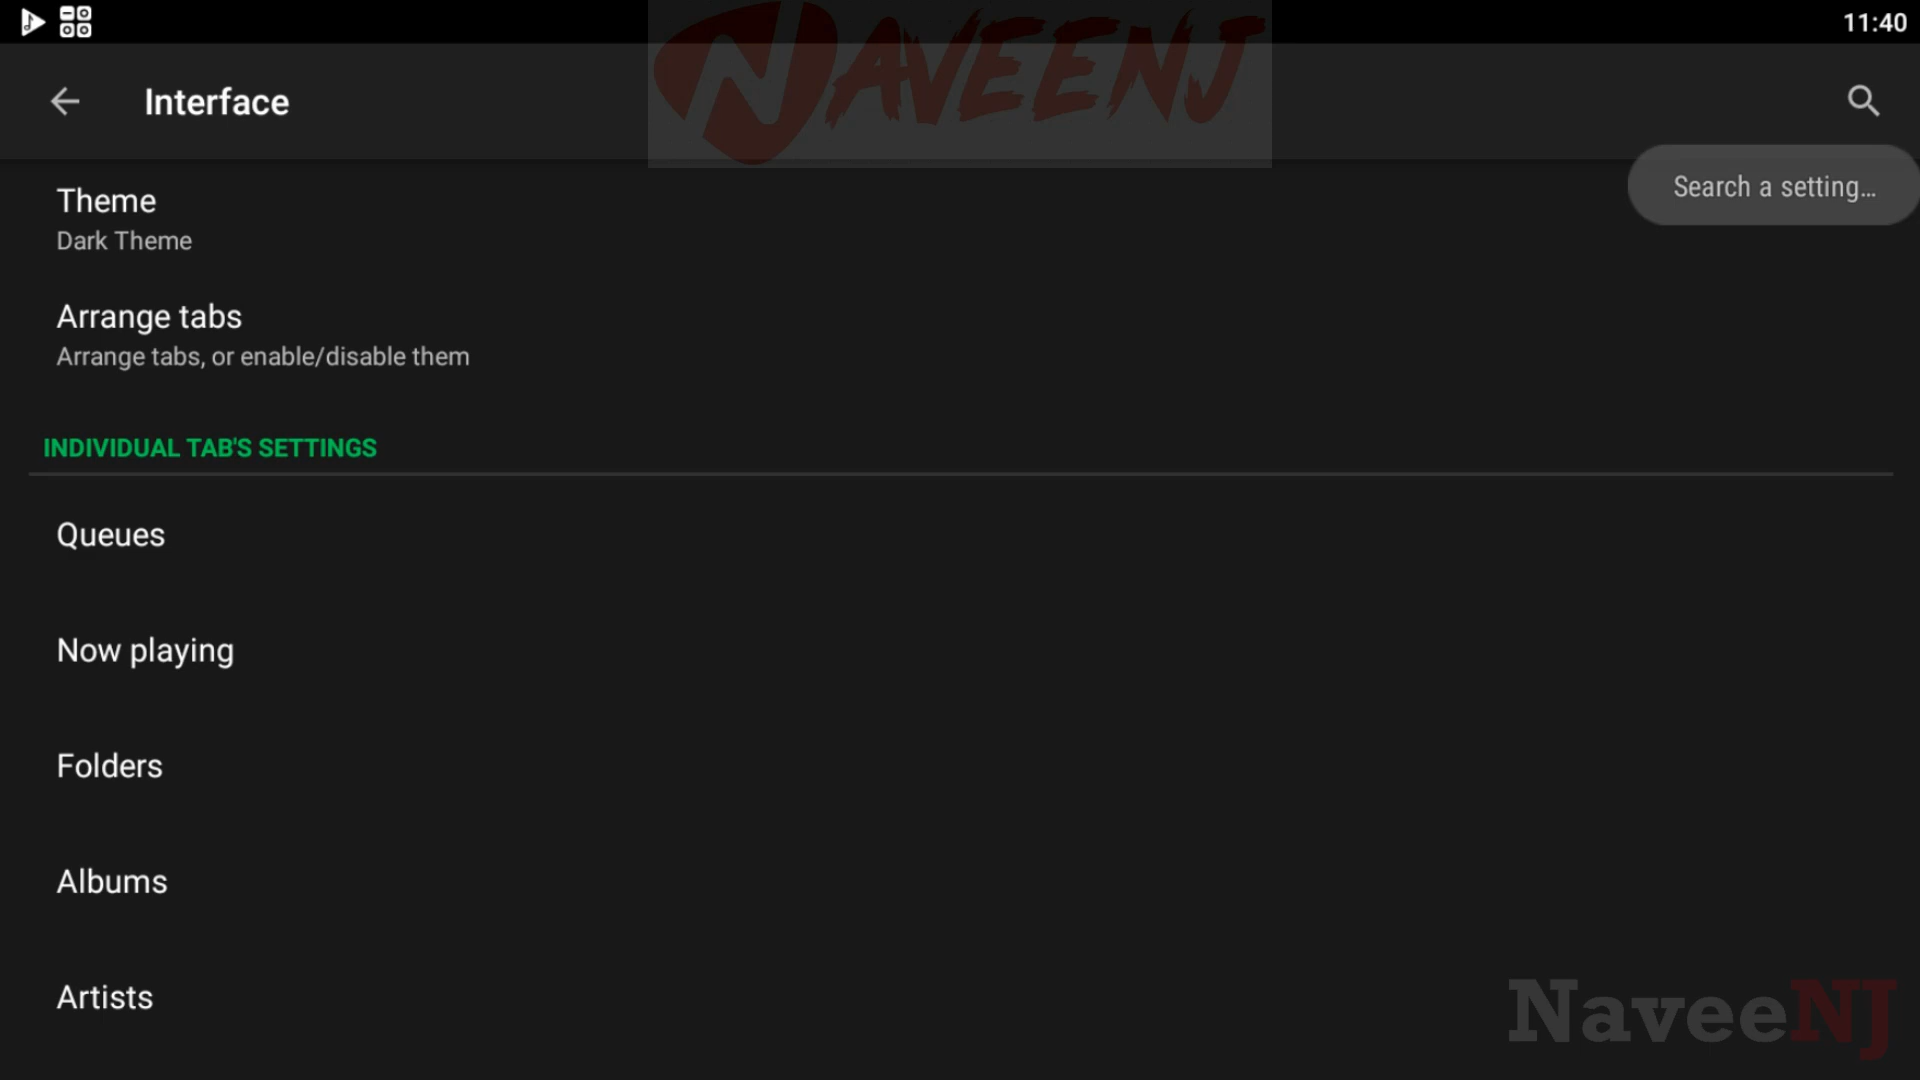 11:40
NAVEENJ
Interface
Search a setting...
Theme
Dark Theme
Arrange tabs
Arrange tabs, or enable/disable them
INDIVIDUAL TAB'S SETTINGS
Queues
Now playing
Folders
Albums
Artists
NaveeNJ